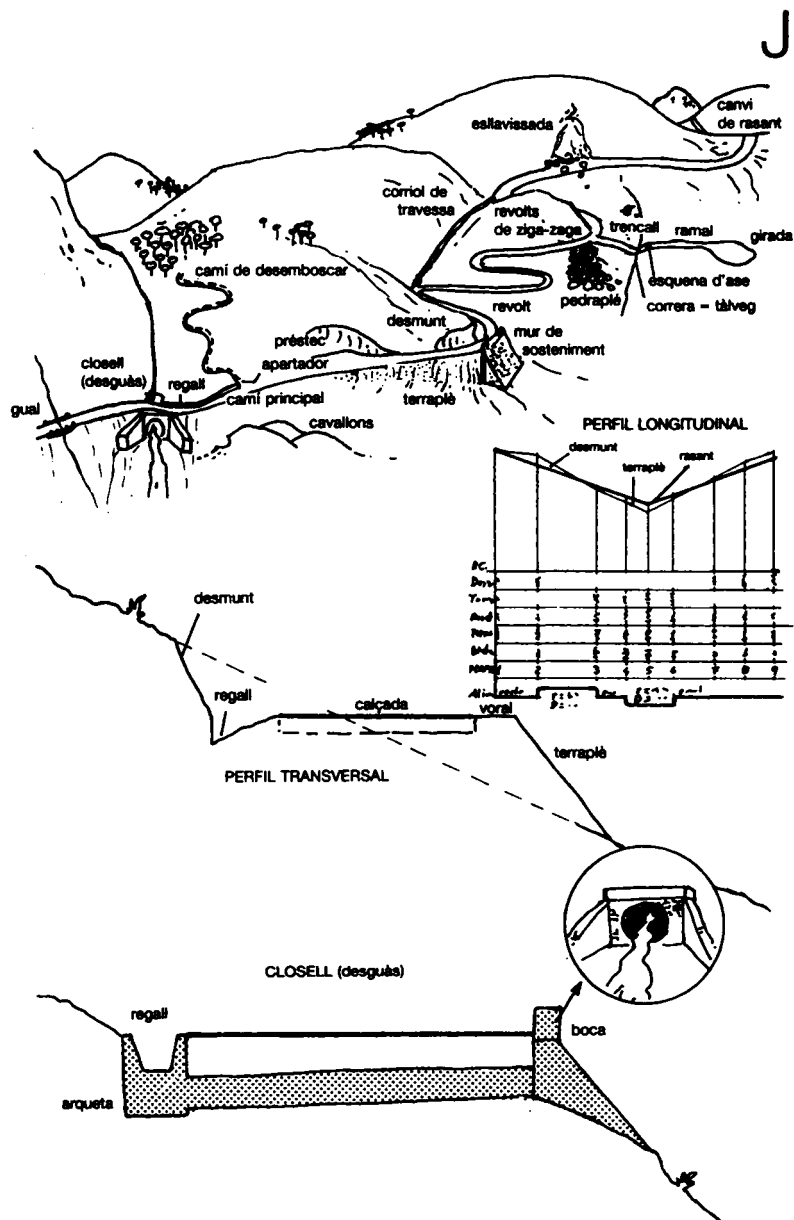 J
canvi
de rasant
esllavissada
corriol de
travessa
revolts
de ziga-zaga
trencall
ramal
girada
camí de desemboscar
esquena d'ase
pedraplé
correra = tàlveg
revolt
desmunt
préstec
mur de
sosteniment
closell
(desguàs)
apartador
regall
gual
camí principal
terraplè
cavallons
PERFIL LONGITUDINAL
desmunt
terraplè
rasant
desmunt
regall
calçada
voral
terraplè
PERFIL TRANSVERSAL
CLOSELL (desguàs)
regall
boca
arqueta